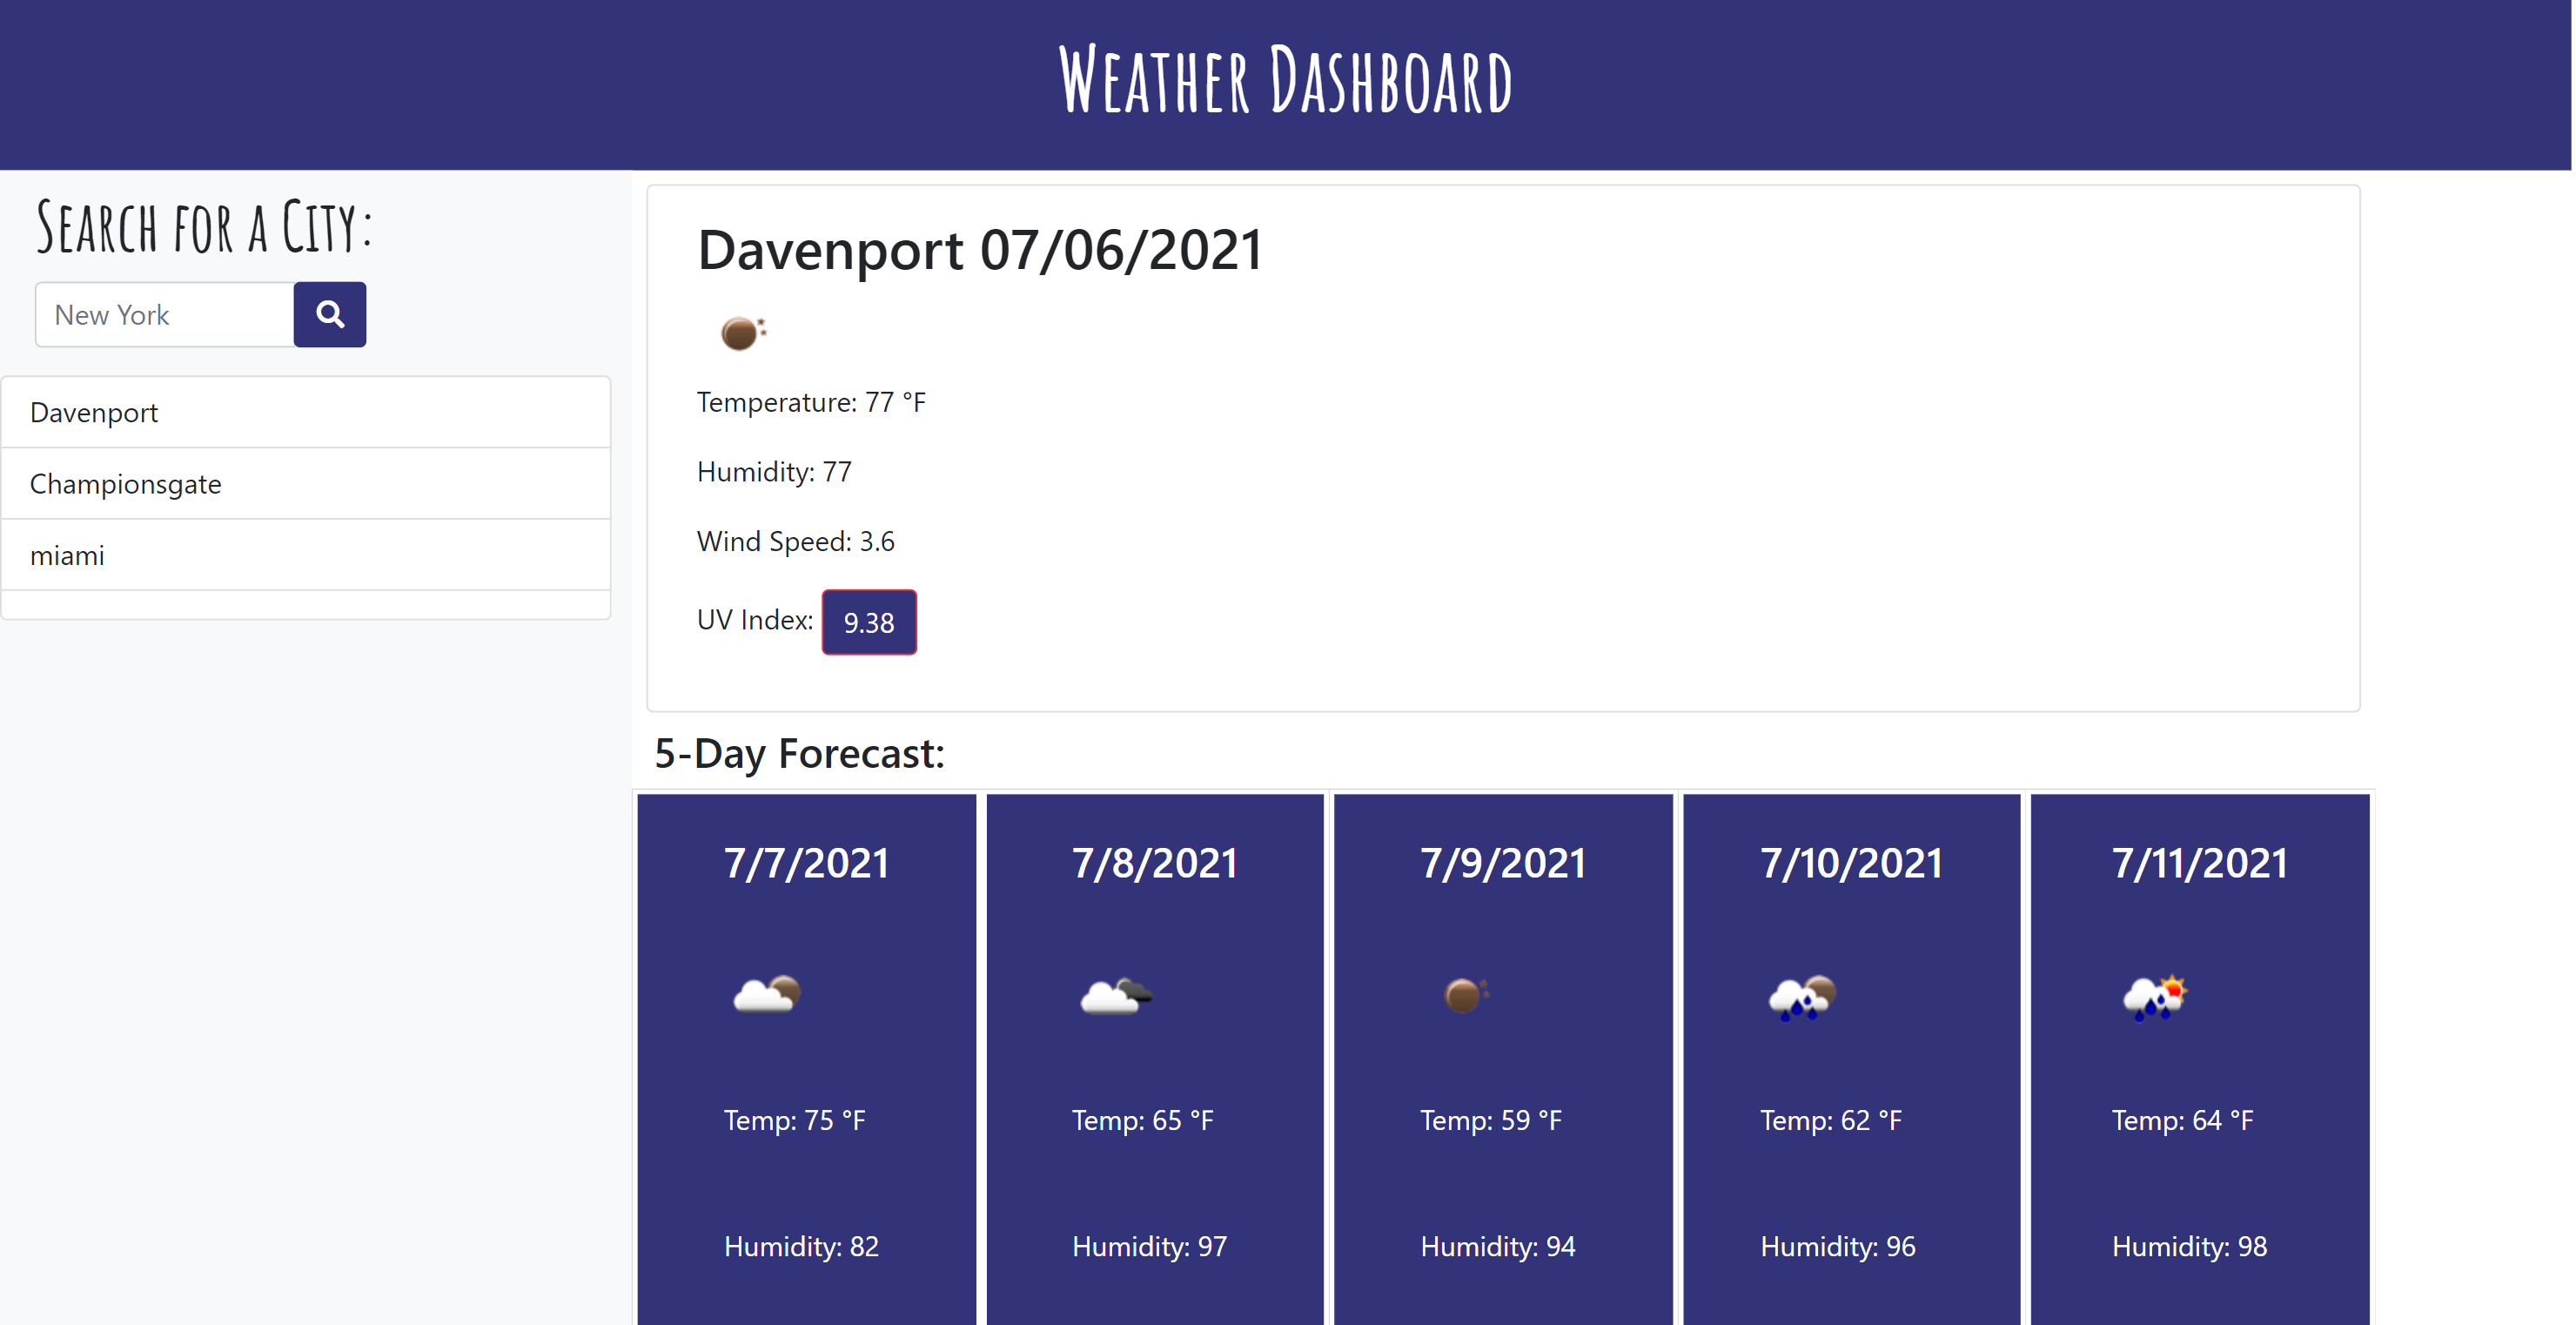 Weather Dashboard
Search for a City:
New York
Davenport
Championsgate
miami
Davenport 07/06/2021
Temperature: 77 °F
Humidity: 77
Wind Speed: 3.6
UV Index: 9.38
5-Day Forecast:
7/7/2021
Temp: 75 °F
Humidity: 82
7/8/2021
Temp: 65 °F
Humidity: 97
7/9/2021
Temp: 59 °F
Humidity: 94
7/10/2021
Temp: 62 °F
Humidity: 96
7/11/2021
Temp: 64 °F
Humidity: 98